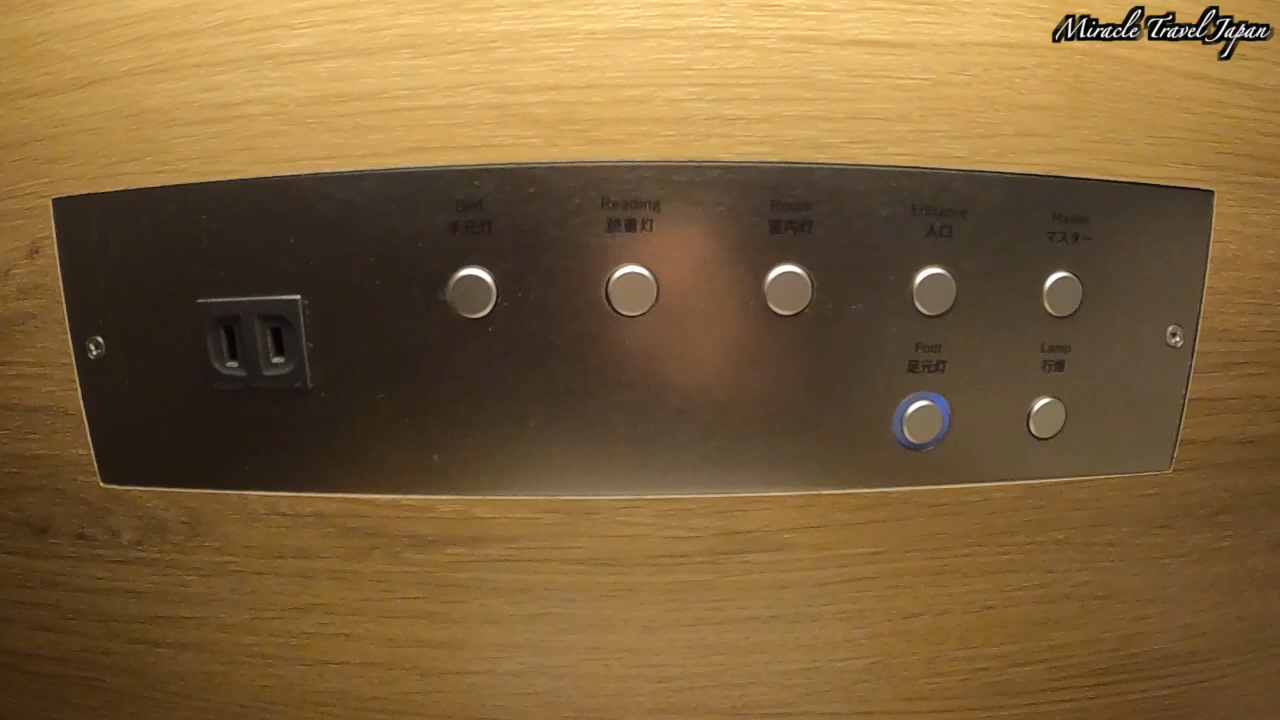 Miracle Travel Japan
Bed
手元灯
Reading
読書灯
Room
室内灯
Entrance
入口
Master
マスター
Foot
足元灯
Lamp
行燈